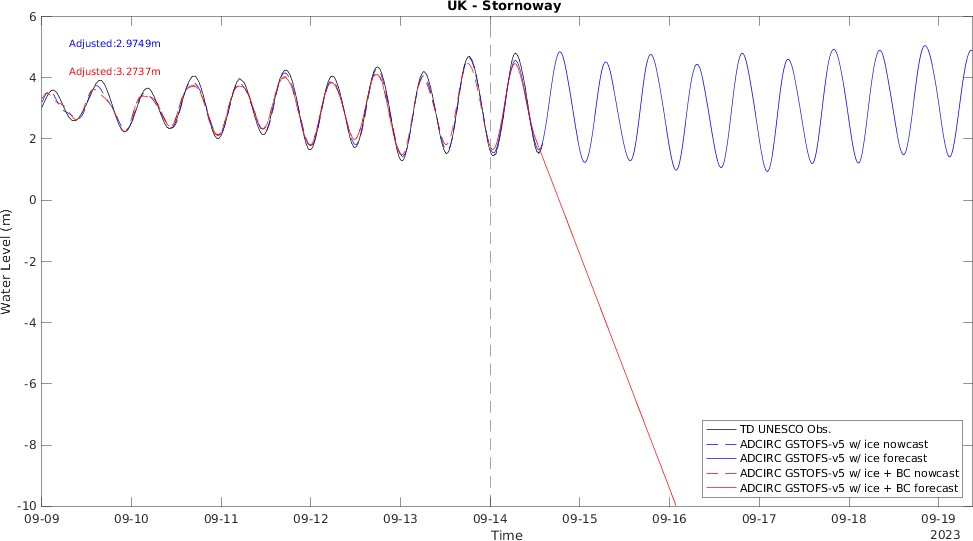 UK - Stornoway
6
4
2
0
-2
-4
-6
-8
-10
Water Level (m)
Adjusted:2.9749m
Adjusted:3.2737m
TD UNESCO Obs.
ADCIRC GSTOFS-v5 w/ ice nowcast
ADCIRC GSTOFS-v5 w/ ice forecast
ADCIRC GSTOFS-v5 w/ ice + BC nowcast
ADCIRC GSTOFS-v5 w/ ice + BC forecast
09-09 09-10 09-11 09-12 09-13 09-14 09-15 09-16 09-17 09-18 09-19
Time
2023